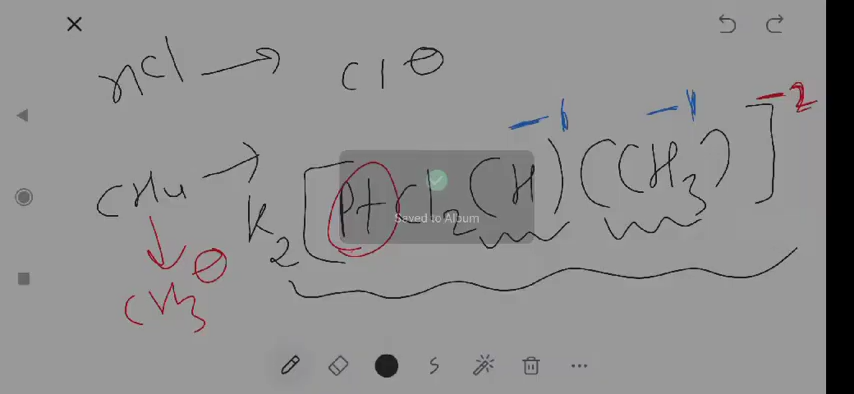 HCl → Cl⊖
-1 -1 -2
CH4 → K2[PtCl2(H)(CH3)]
CH3⊖
Saved to Album